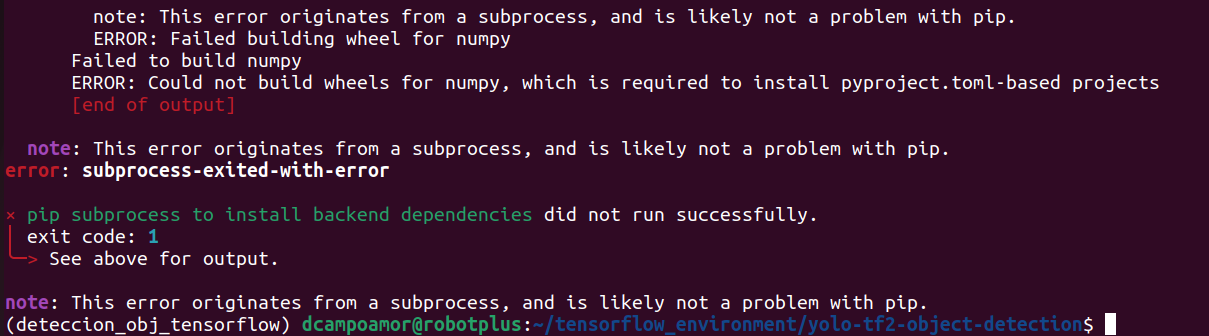 note: This error originates from a subprocess, and is likely not a problem with pip.
ERROR: Failed building wheel for numpy
Failed to build numpy
ERROR: Could not build wheels for numpy, which is required to install pyproject.toml-based projects
[end of output]
note: This error originates from a subprocess, and is likely not a problem with pip.
error: subprocess-exited-with-error
× pip subprocess to install backend dependencies did not run successfully.
│ exit code: 1
╰─> See above for output.
note: This error originates from a subprocess, and is likely not a problem with pip.
(deteccion_obj_tensorflow) dcampoamor@robotplus:~/tensorflow_environment/yolo-tf2-object-detection$